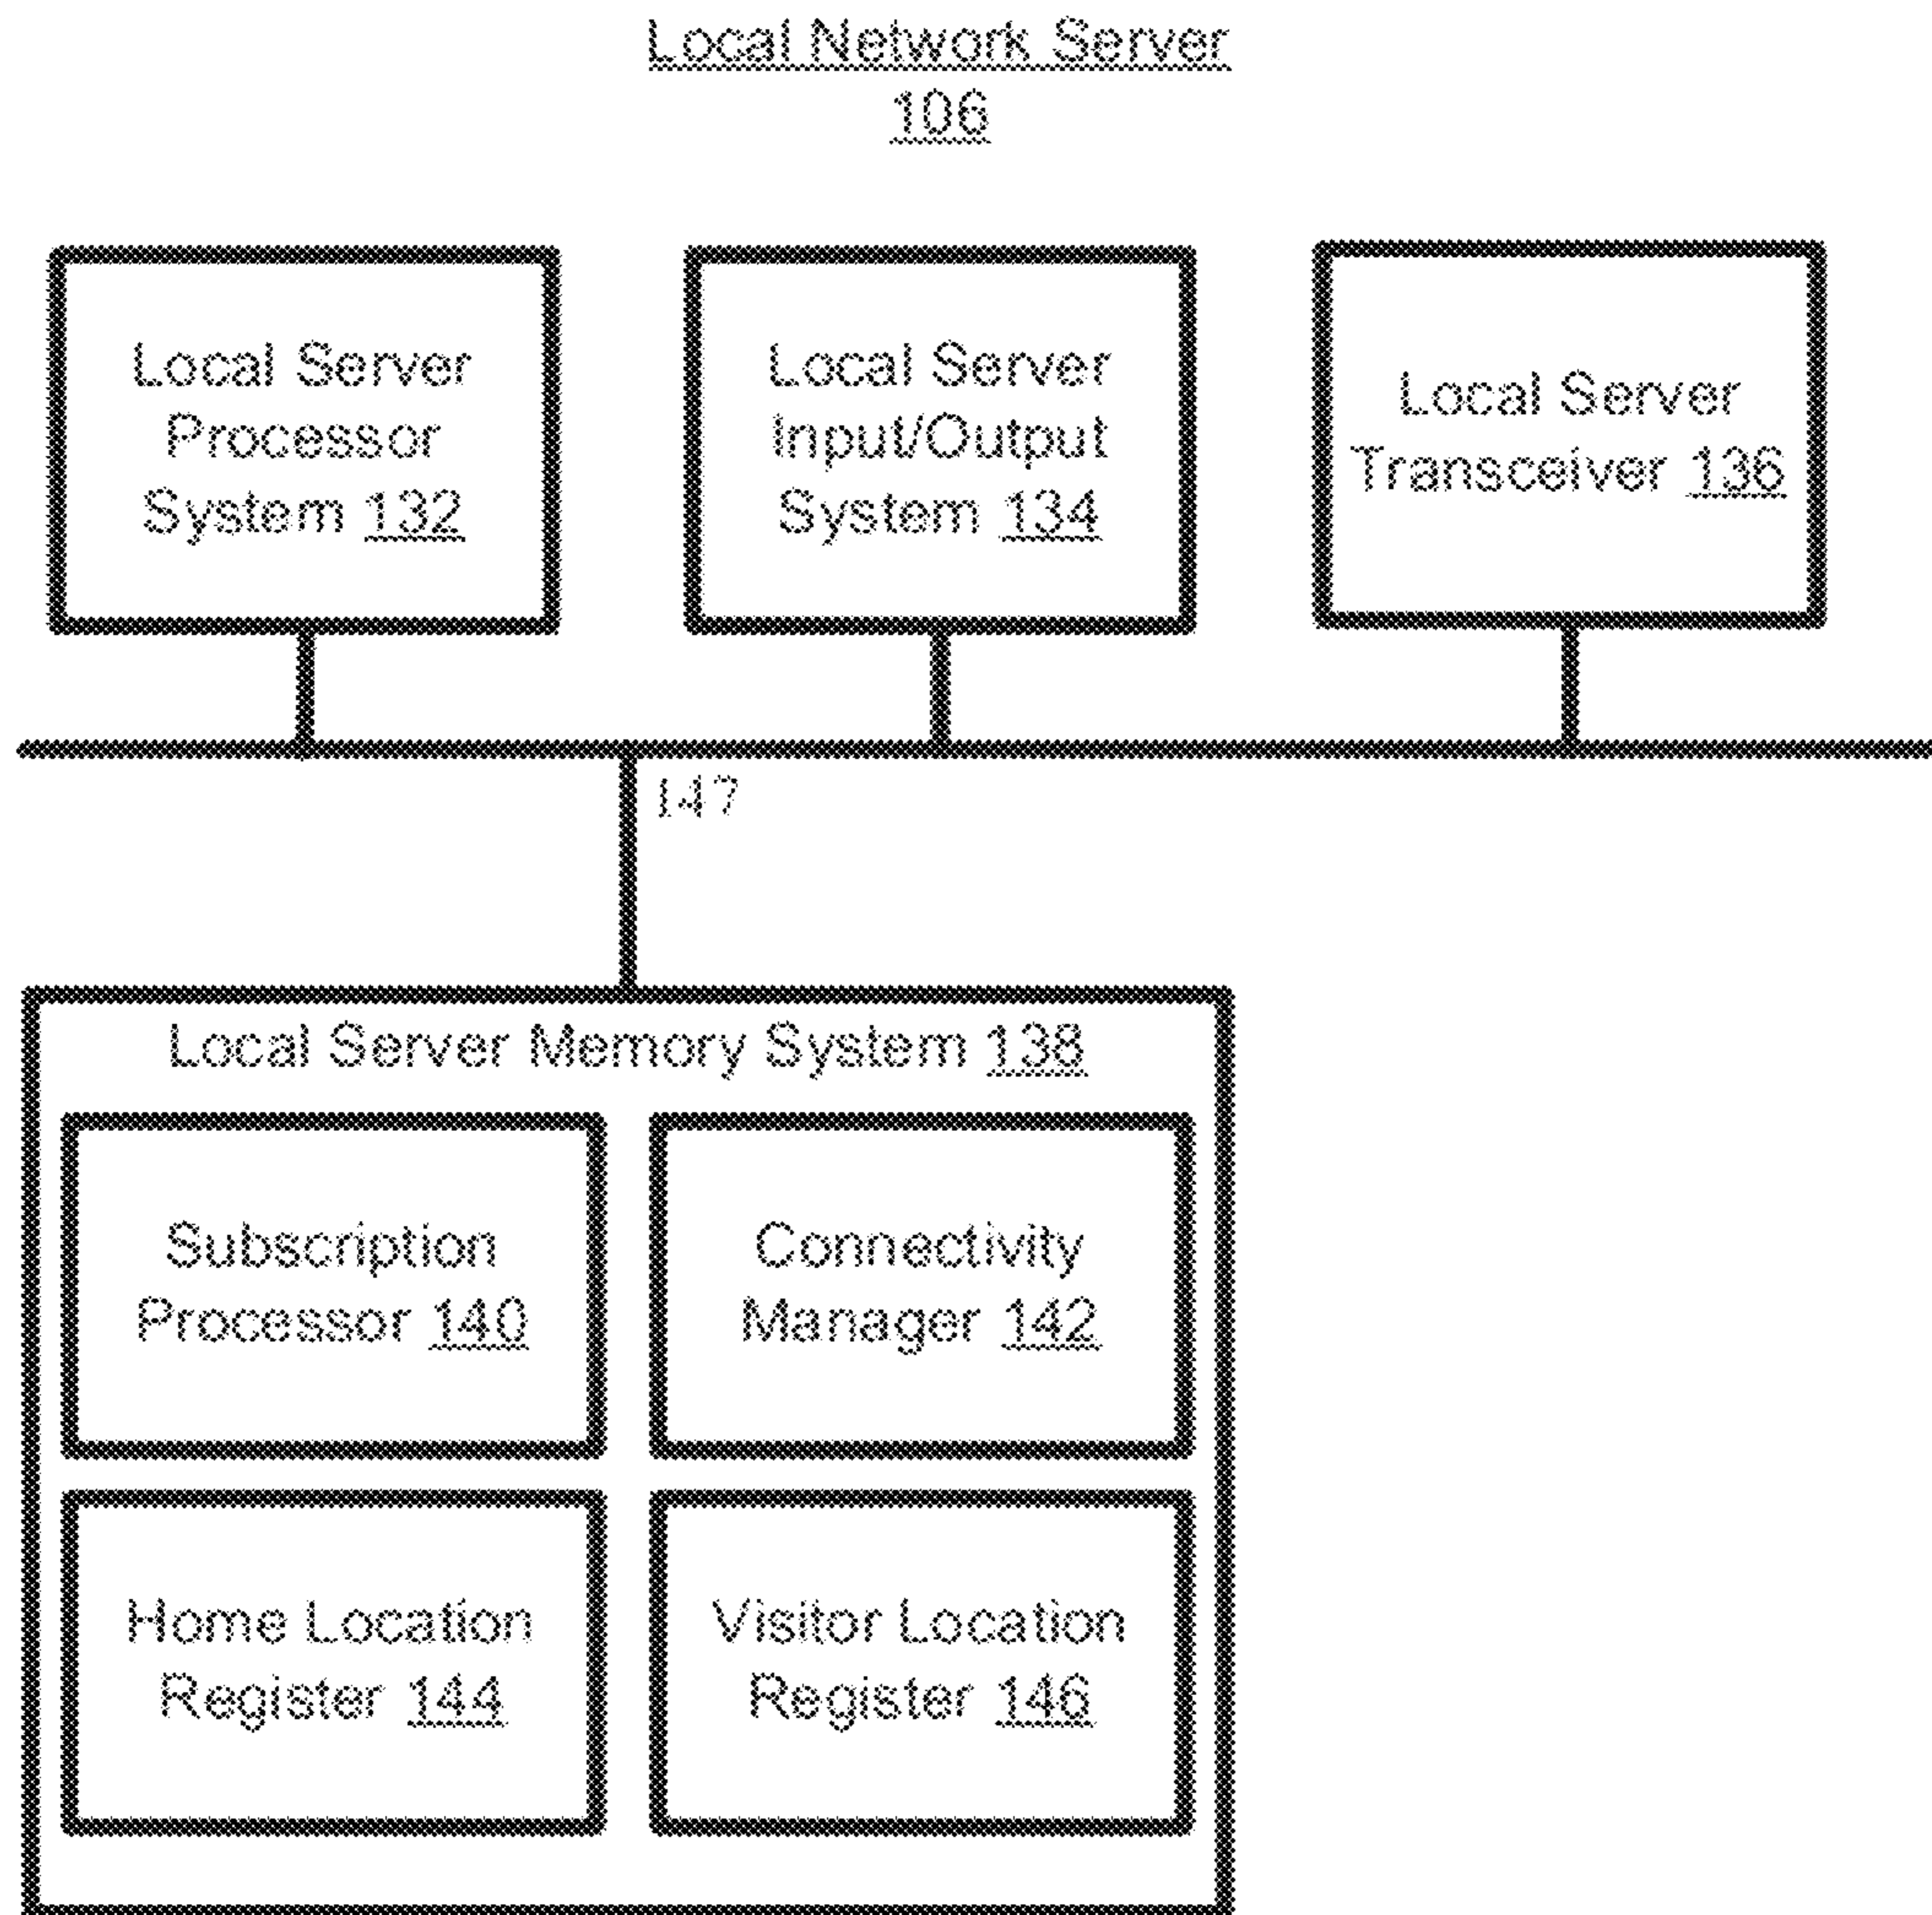 Local Network Server
106
Local Server
Processor
System 132
Local Server
Input/Output
System 134
Local Server
Transceiver 136
147
Local Server Memory System 138
Subscription
Processor 140
Connectivity
Manager 142
Home Location
Register 144
Visitor Location
Register 146